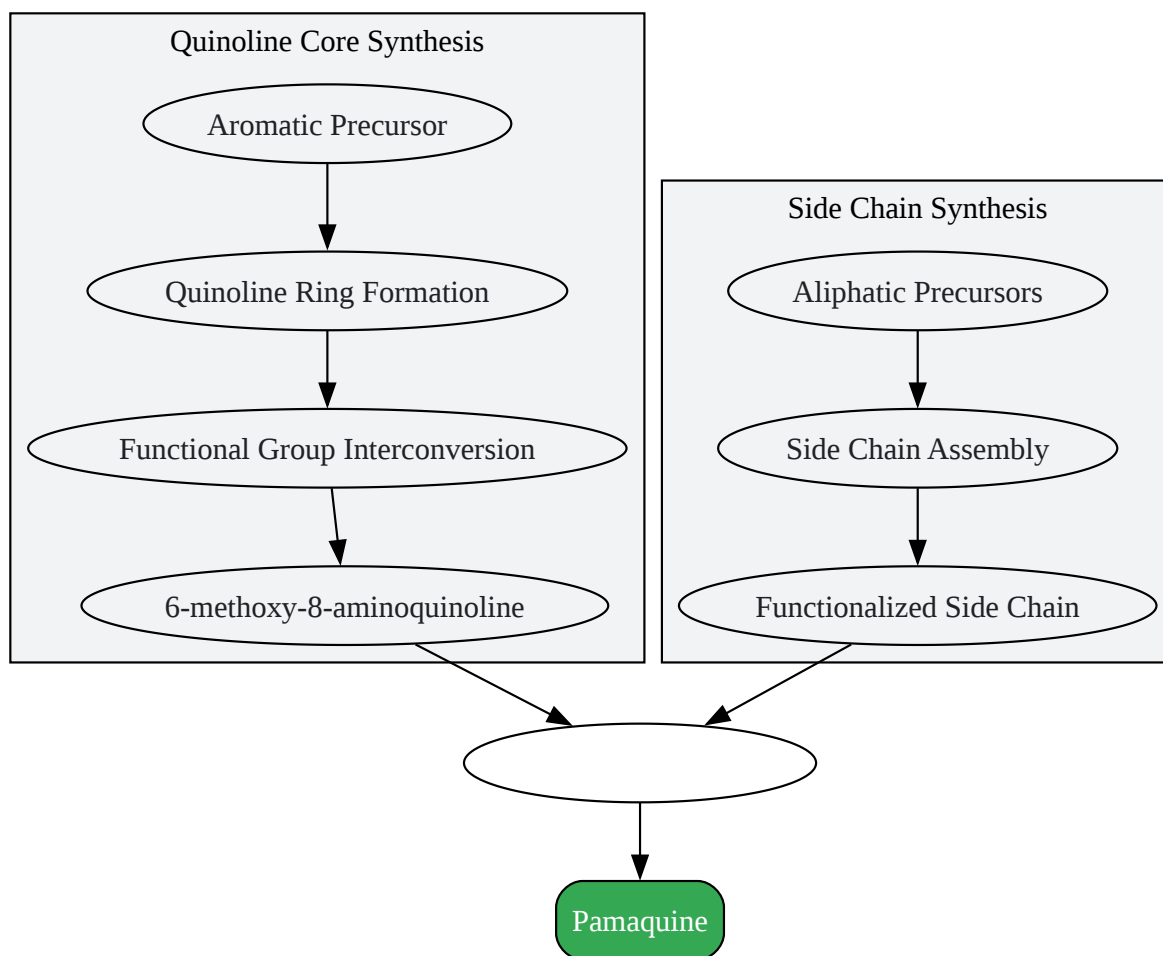 Quinoline Core Synthesis
Aromatic Precursor
Quinoline Ring Formation
Functional Group Interconversion
6-methoxy-8-aminoquinoline
Side Chain Synthesis
Aliphatic Precursors
Side Chain Assembly
Functionalized Side Chain
Pamaquine